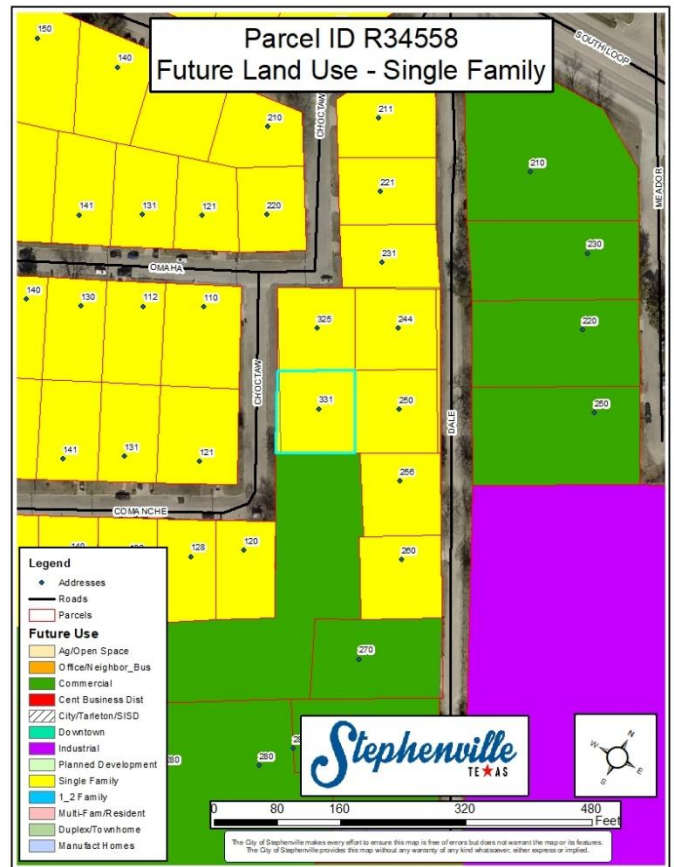 Parcel ID R34558
Future Land Use - Single Family
150
140
210
211
SOUTH LOOP
CHOCTAW
210
MEADOR
141
131
121
220
221
231
230
OMAHA
140
130
112
110
325
244
220
CHOCTAW
331
250
DALE
250
141
131
121
256
COMANCHE
128
120
260
270
280
280
Legend
Addresses
Roads
Parcels
Future Use
Ag/Open Space
Office/Neighbor_Bus
Commercial
Cent Business Dist
City/Tarleton/SISD
Downtown
Industrial
Planned Development
Single Family
1_2 Family
Multi-Fam/Resident
Duplex/Townhome
Manufact Homes
Stephenville
TEXAS
N
W
E
S
0 80 160 320 480
Feet
The City of Stephenville makes every effort to ensure this map is free of errors but does not warrant the map or its features.
The City of Stephenville provides this map without any warranty of any kind whatsoever, either express or implied.